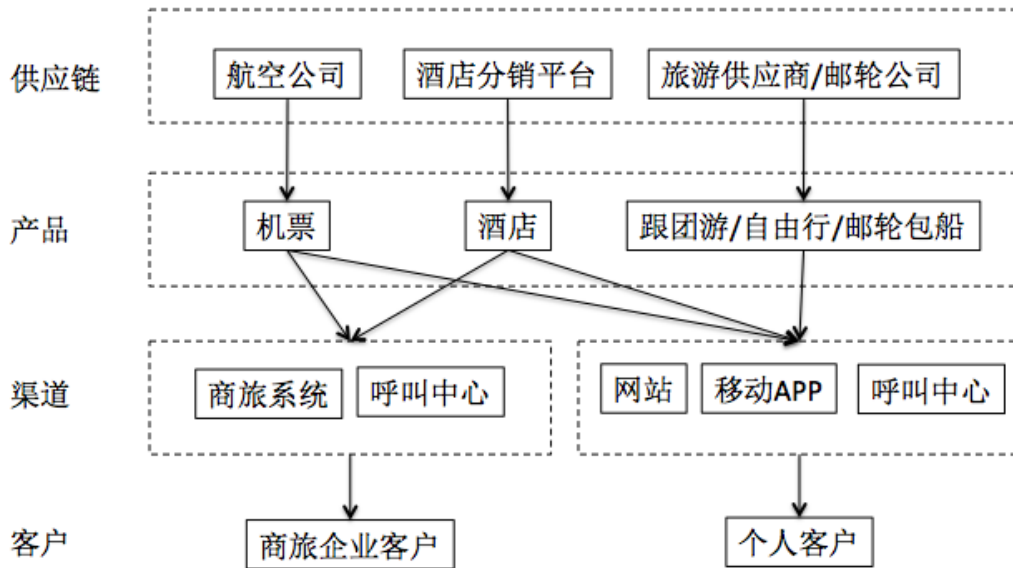 供应链
航空公司
酒店分销平台
旅游供应商/邮轮公司
产品
机票
酒店
跟团游/自由行/邮轮包船
渠道
商旅系统
呼叫中心
网站
移动APP
呼叫中心
客户
商旅企业客户
个人客户